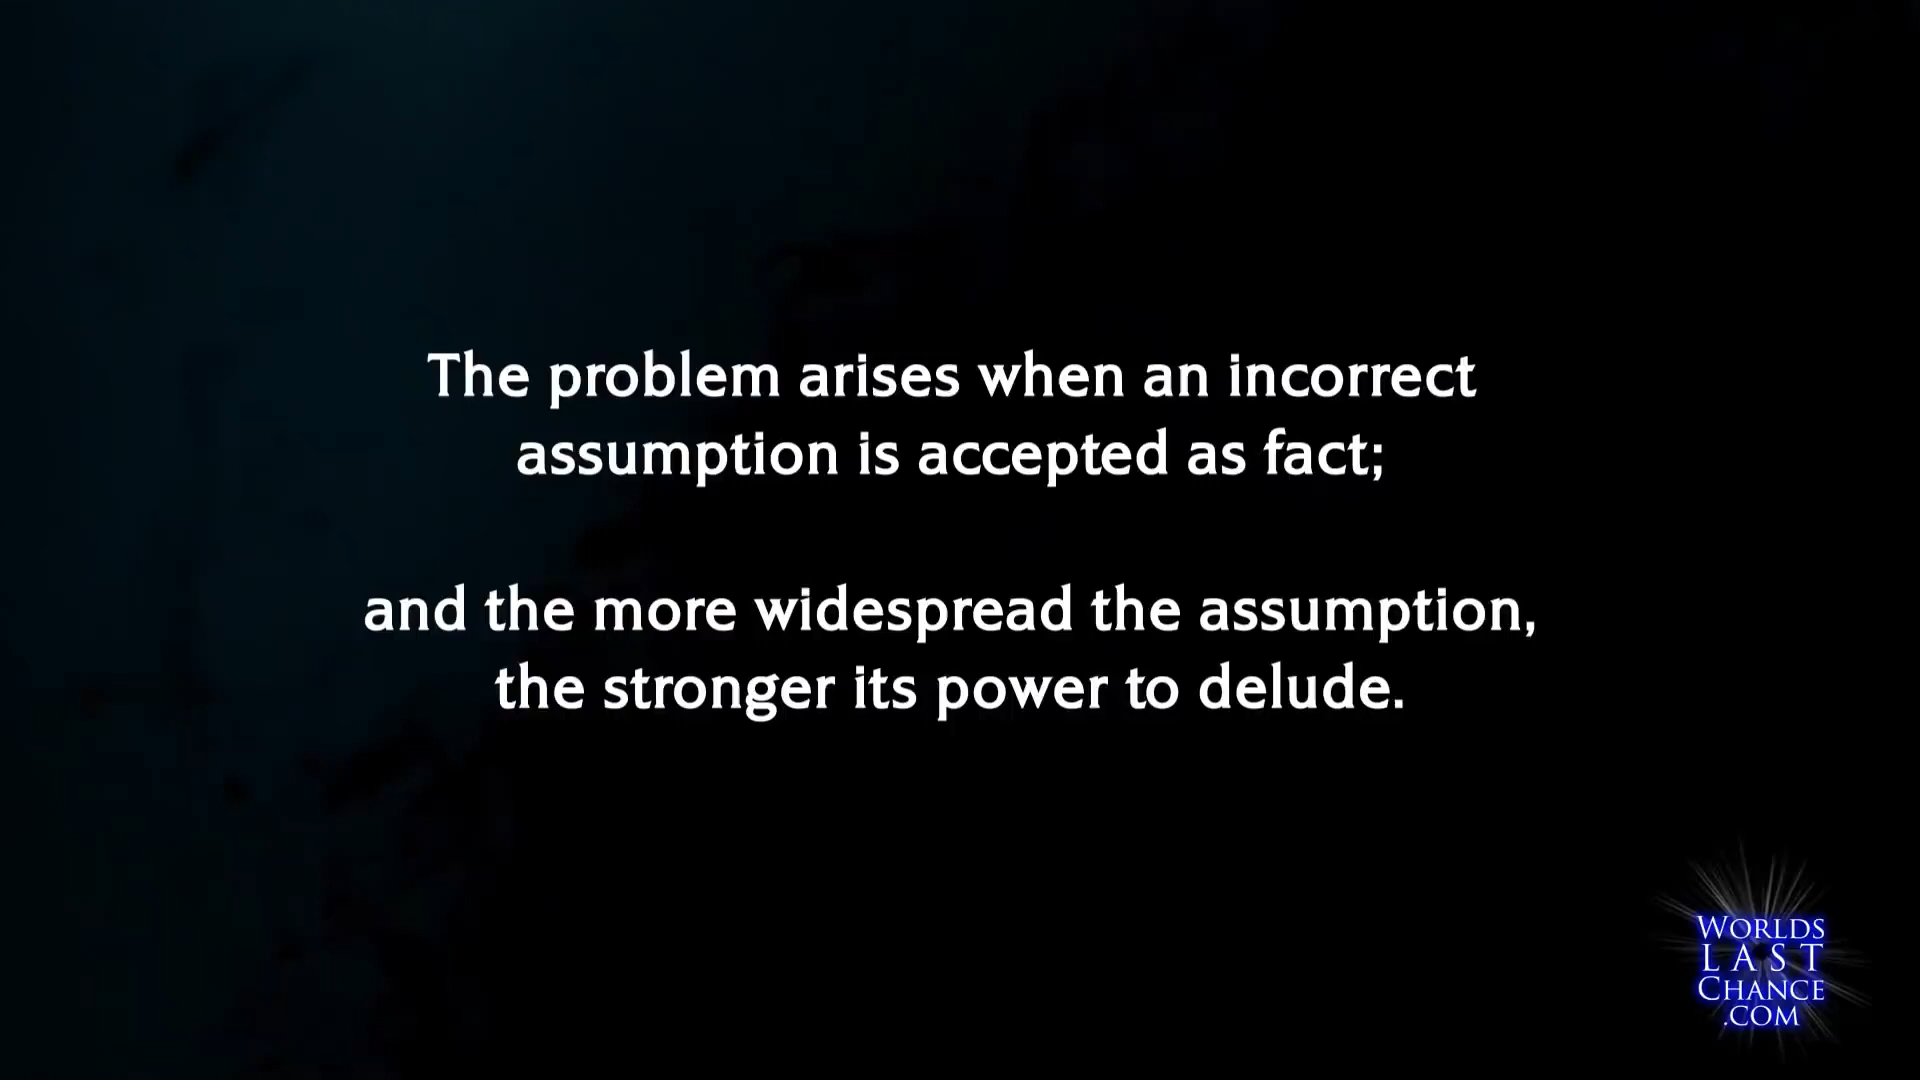 The problem arises when an incorrect
assumption is accepted as fact;
and the more widespread the assumption,
the stronger its power to delude.
WORLDS
LAST
CHANCE
.COM